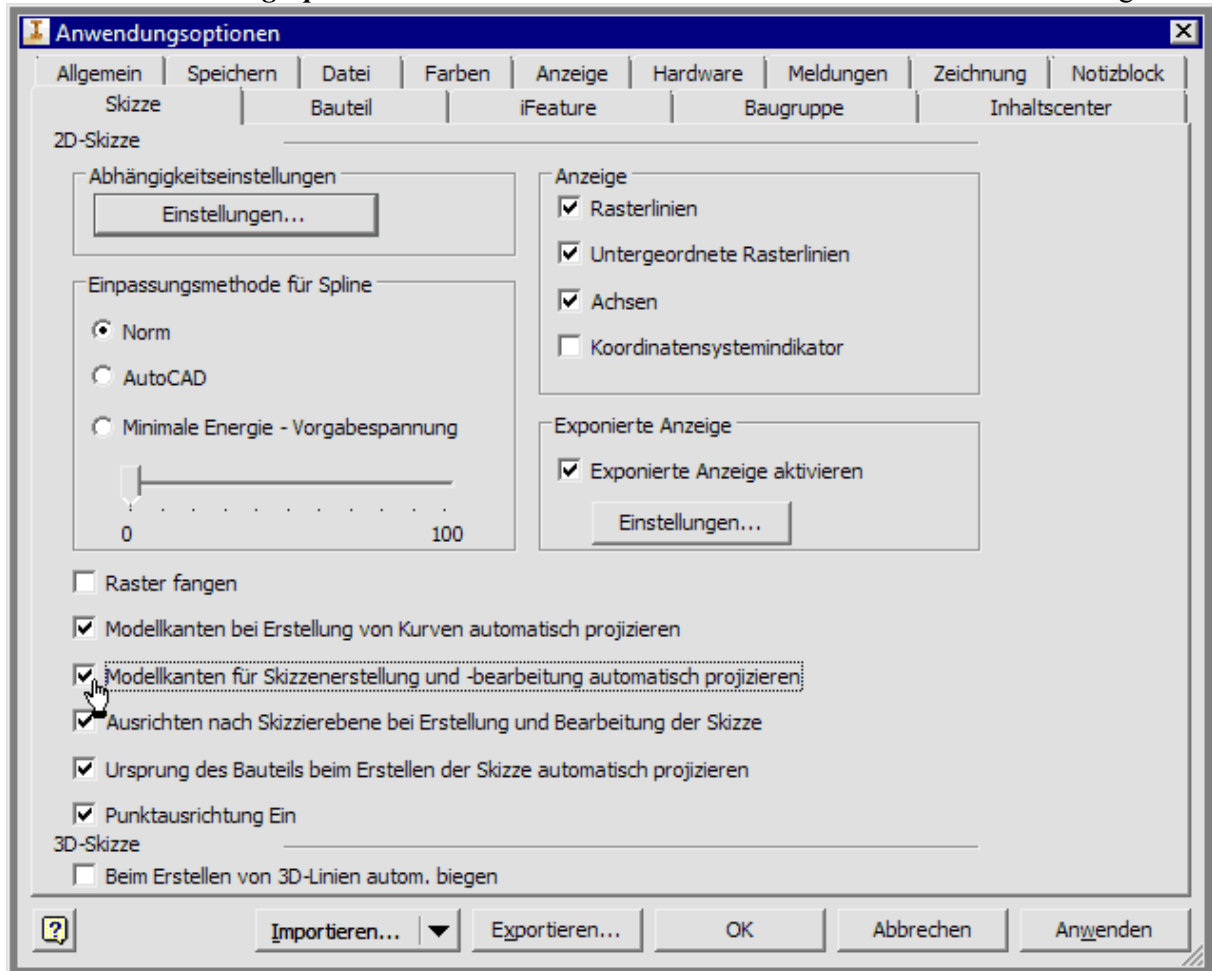 Anwendungsoptionen
Allgemein Speichern Datei Farben Anzeige Hardware Meldungen Zeichnung Notizblock
Skizze Bauteil iFeature Baugruppe Inhaltscenter
2D-Skizze
Abhängigkeitseinstellungen
Einstellungen...
Einpassungsmethode für Spline
Norm
AutoCAD
Minimale Energie - Vorgabespannung
0 100
Anzeige
Rasterlinien
Untergeordnete Rasterlinien
Achsen
Koordinatensystemindikator
Exponierte Anzeige
Exponierte Anzeige aktivieren
Einstellungen...
Raster fangen
Modellkanten bei Erstellung von Kurven automatisch projizieren
Modellkanten für Skizzenerstellung und -bearbeitung automatisch projizieren
Ausrichten nach Skizzierebene bei Erstellung und Bearbeitung der Skizze
Ursprung des Bauteils beim Erstellen der Skizze automatisch projizieren
Punktausrichtung Ein
3D-Skizze
Beim Erstellen von 3D-Linien autom. biegen
Importieren... Exportieren... OK Abbrechen Anwenden